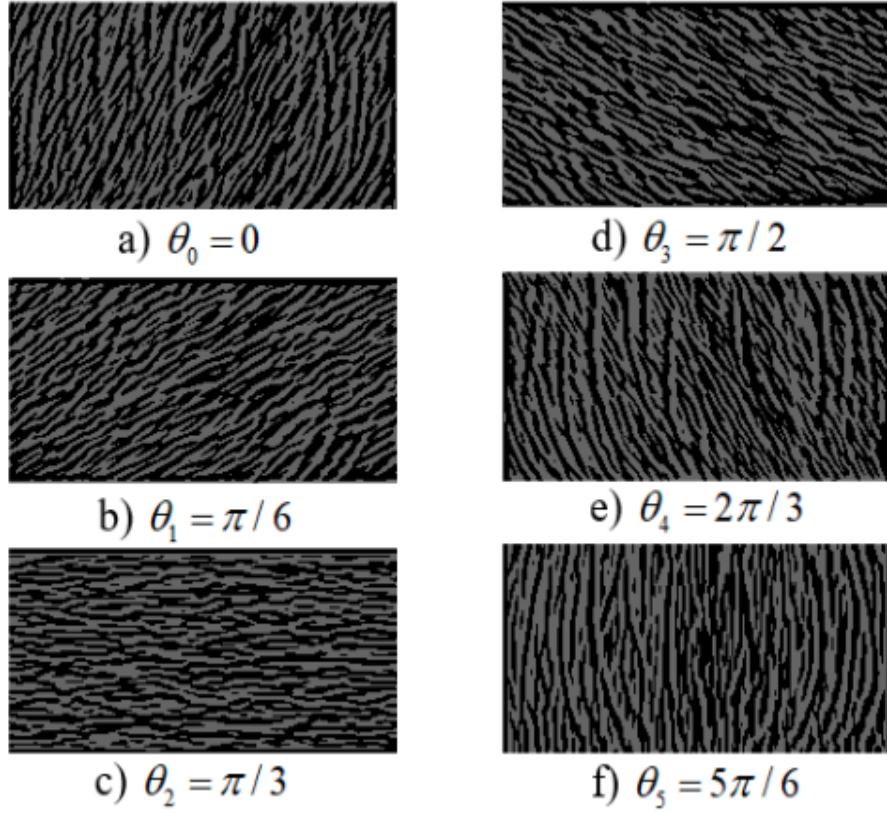 a) θ₀ = 0
b) θ₁ = π / 6
c) θ₂ = π / 3
d) θ₃ = π / 2
e) θ₄ = 2π / 3
f) θ₅ = 5π / 6